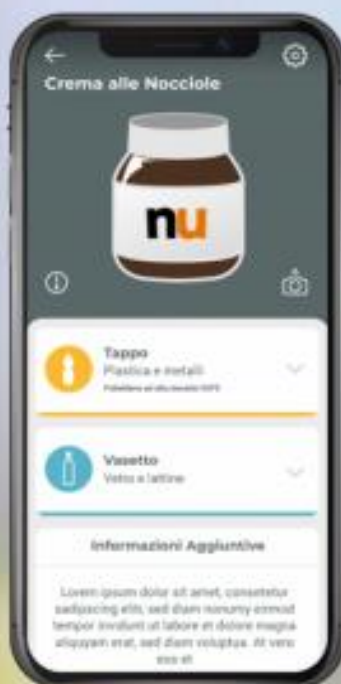 Crema alle Nocciole
nu
Tappo
Plastica e metalli
Vasetto
Vetro e lattine
Informazioni Aggiuntive
Lorem ipsum dolor sit amet, consetetur
sadipscing elitr, sed diam nonumy eirmod
tempor invidunt ut labore et dolore magna
aliquyam erat, sed diam voluptua. At vero
eos et